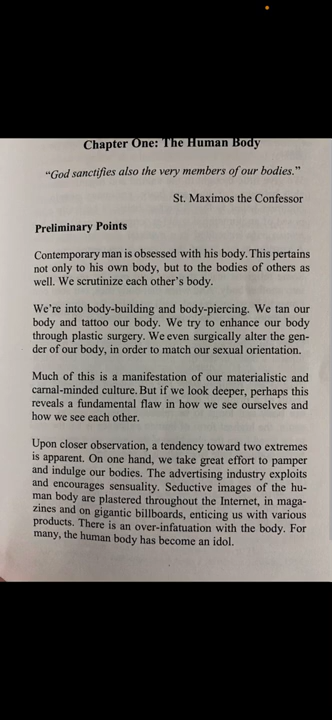 Chapter One: The Human Body
“God sanctifies also the very members of our bodies.”
St. Maximos the Confessor
Preliminary Points
Contemporary man is obsessed with his body. This pertains
not only to his own body, but to the bodies of others as
well. We scrutinize each other’s body.
We’re into body-building and body-piercing. We tan our
body and tattoo our body. We try to enhance our body
through plastic surgery. We even surgically alter the gen-
der of our body, in order to match our sexual orientation.
Much of this is a manifestation of our materialistic and
carnal-minded culture. But if we look deeper, perhaps this
reveals a fundamental flaw in how we see ourselves and
how we see each other.
Upon closer observation, a tendency toward two extremes
is apparent. On one hand, we take great effort to pamper
and indulge our bodies. The advertising industry exploits
and encourages sensuality. Seductive images of the hu-
man body are plastered throughout the Internet, in maga-
zines and on gigantic billboards, enticing us with various
products. There is an over-infatuation with the body. For
many, the human body has become an idol.